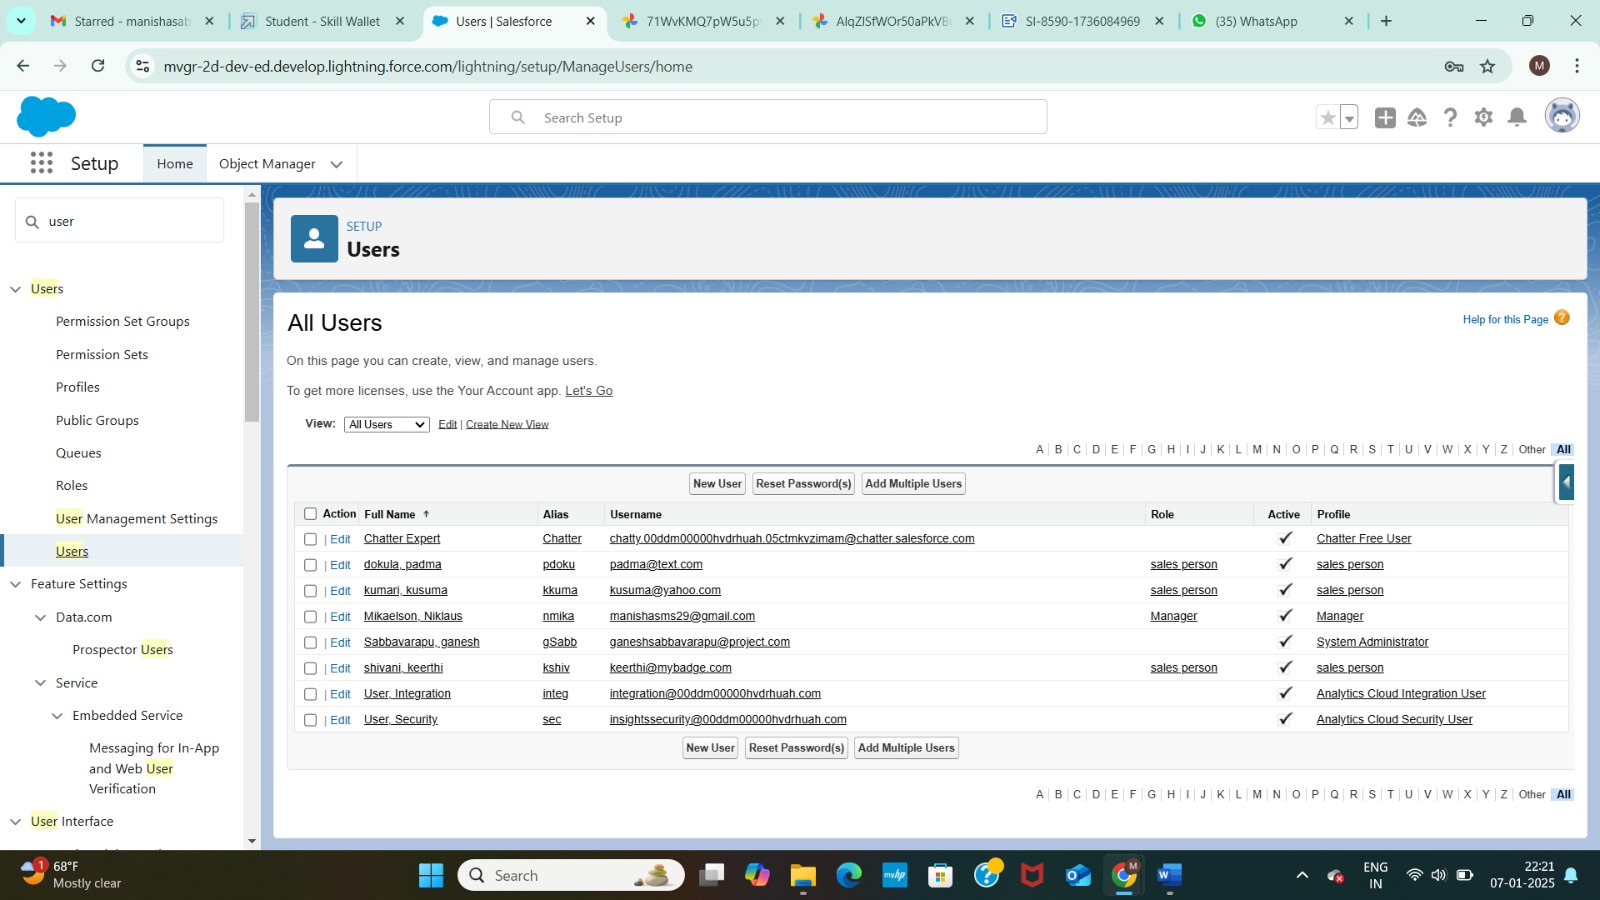 Starred - manishasab
Student - Skill Wallet
Users | Salesforce
71WvKMQ7pW5u5p
AlqZISfWOr50aPkVB
SI-8590-1736084969
(35) WhatsApp
mvgr-2d-dev-ed.develop.lightning.force.com/lightning/setup/ManageUsers/home
M
Search Setup
Setup
Home
Object Manager
user
SETUP
Users
Users
Permission Set Groups
Permission Sets
Profiles
Public Groups
Queues
Roles
User Management Settings
Users
Feature Settings
Data.com
Prospector Users
Service
Embedded Service
Messaging for In-App
and Web User
Verification
User Interface
All Users
Help for this Page ?
On this page you can create, view, and manage users.
To get more licenses, use the Your Account app. Let's Go
View: All Users Edit | Create New View
A | B | C | D | E | F | G | H | I | J | K | L | M | N | O | P | Q | R | S | T | U | V | W | X | Y | Z | Other | All
New User Reset Password(s) Add Multiple Users
Action Full Name ↑ Alias Username Role Active Profile
| Edit Chatter Expert Chatter chatty.00ddm00000hvdrhuah.05ctmkvzimam@chatter.salesforce.com ✓ Chatter Free User
| Edit dokula, padma pdoku padma@text.com sales person ✓ sales person
| Edit kumari, kusuma kkuma kusuma@yahoo.com sales person ✓ sales person
| Edit Mikaelson, Niklaus nmika manishasms29@gmail.com Manager ✓ Manager
| Edit Sabbavarapu, ganesh gSabb ganeshsabbavarapu@project.com ✓ System Administrator
| Edit shivani, keerthi kshiv keerthi@mybadge.com sales person ✓ sales person
| Edit User, Integration integ integration@00ddm00000hvdrhuah.com ✓ Analytics Cloud Integration User
| Edit User, Security sec insightssecurity@00ddm00000hvdrhuah.com ✓ Analytics Cloud Security User
New User Reset Password(s) Add Multiple Users
A | B | C | D | E | F | G | H | I | J | K | L | M | N | O | P | Q | R | S | T | U | V | W | X | Y | Z | Other | All
1
68°F
Mostly clear
Search
myhp
M
ENG
IN
22:21
07-01-2025